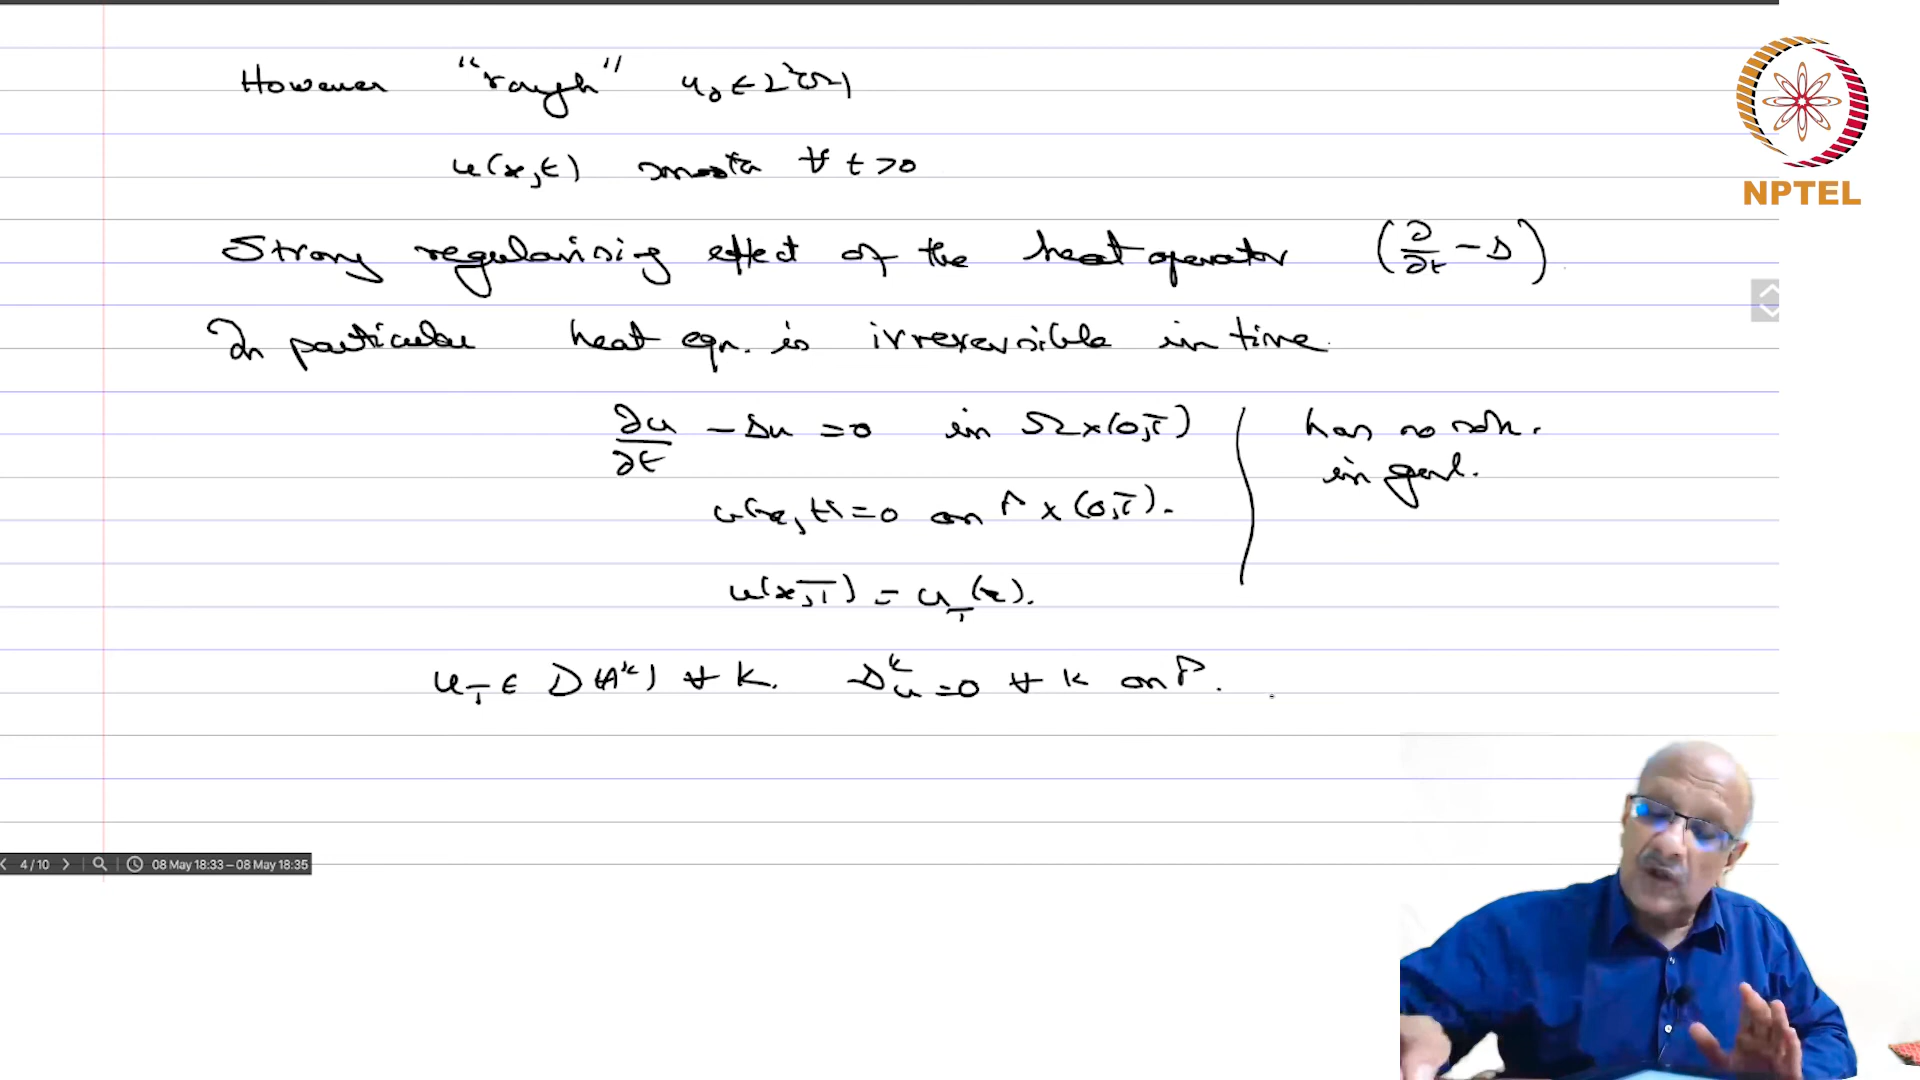 However "rough" u₀ ∈ L²(Ω)
u(x,t) smooth ∀ t > 0
Strong regularising effect of the heat operator (∂/∂t − Δ).
In particular heat eqn. is irreversible in time.
∂u/∂t − Δu = 0 in Ω×(0,T) has no soln.
in genl.
u(x,t) = 0 on Γ×(0,T).
u(x,T) = u_T(x).
u_T ∈ D(A^k) ∀ k. Δ^k u = 0 ∀ k on Γ.
NPTEL
4/10 08 May 18:33 – 08 May 18:35